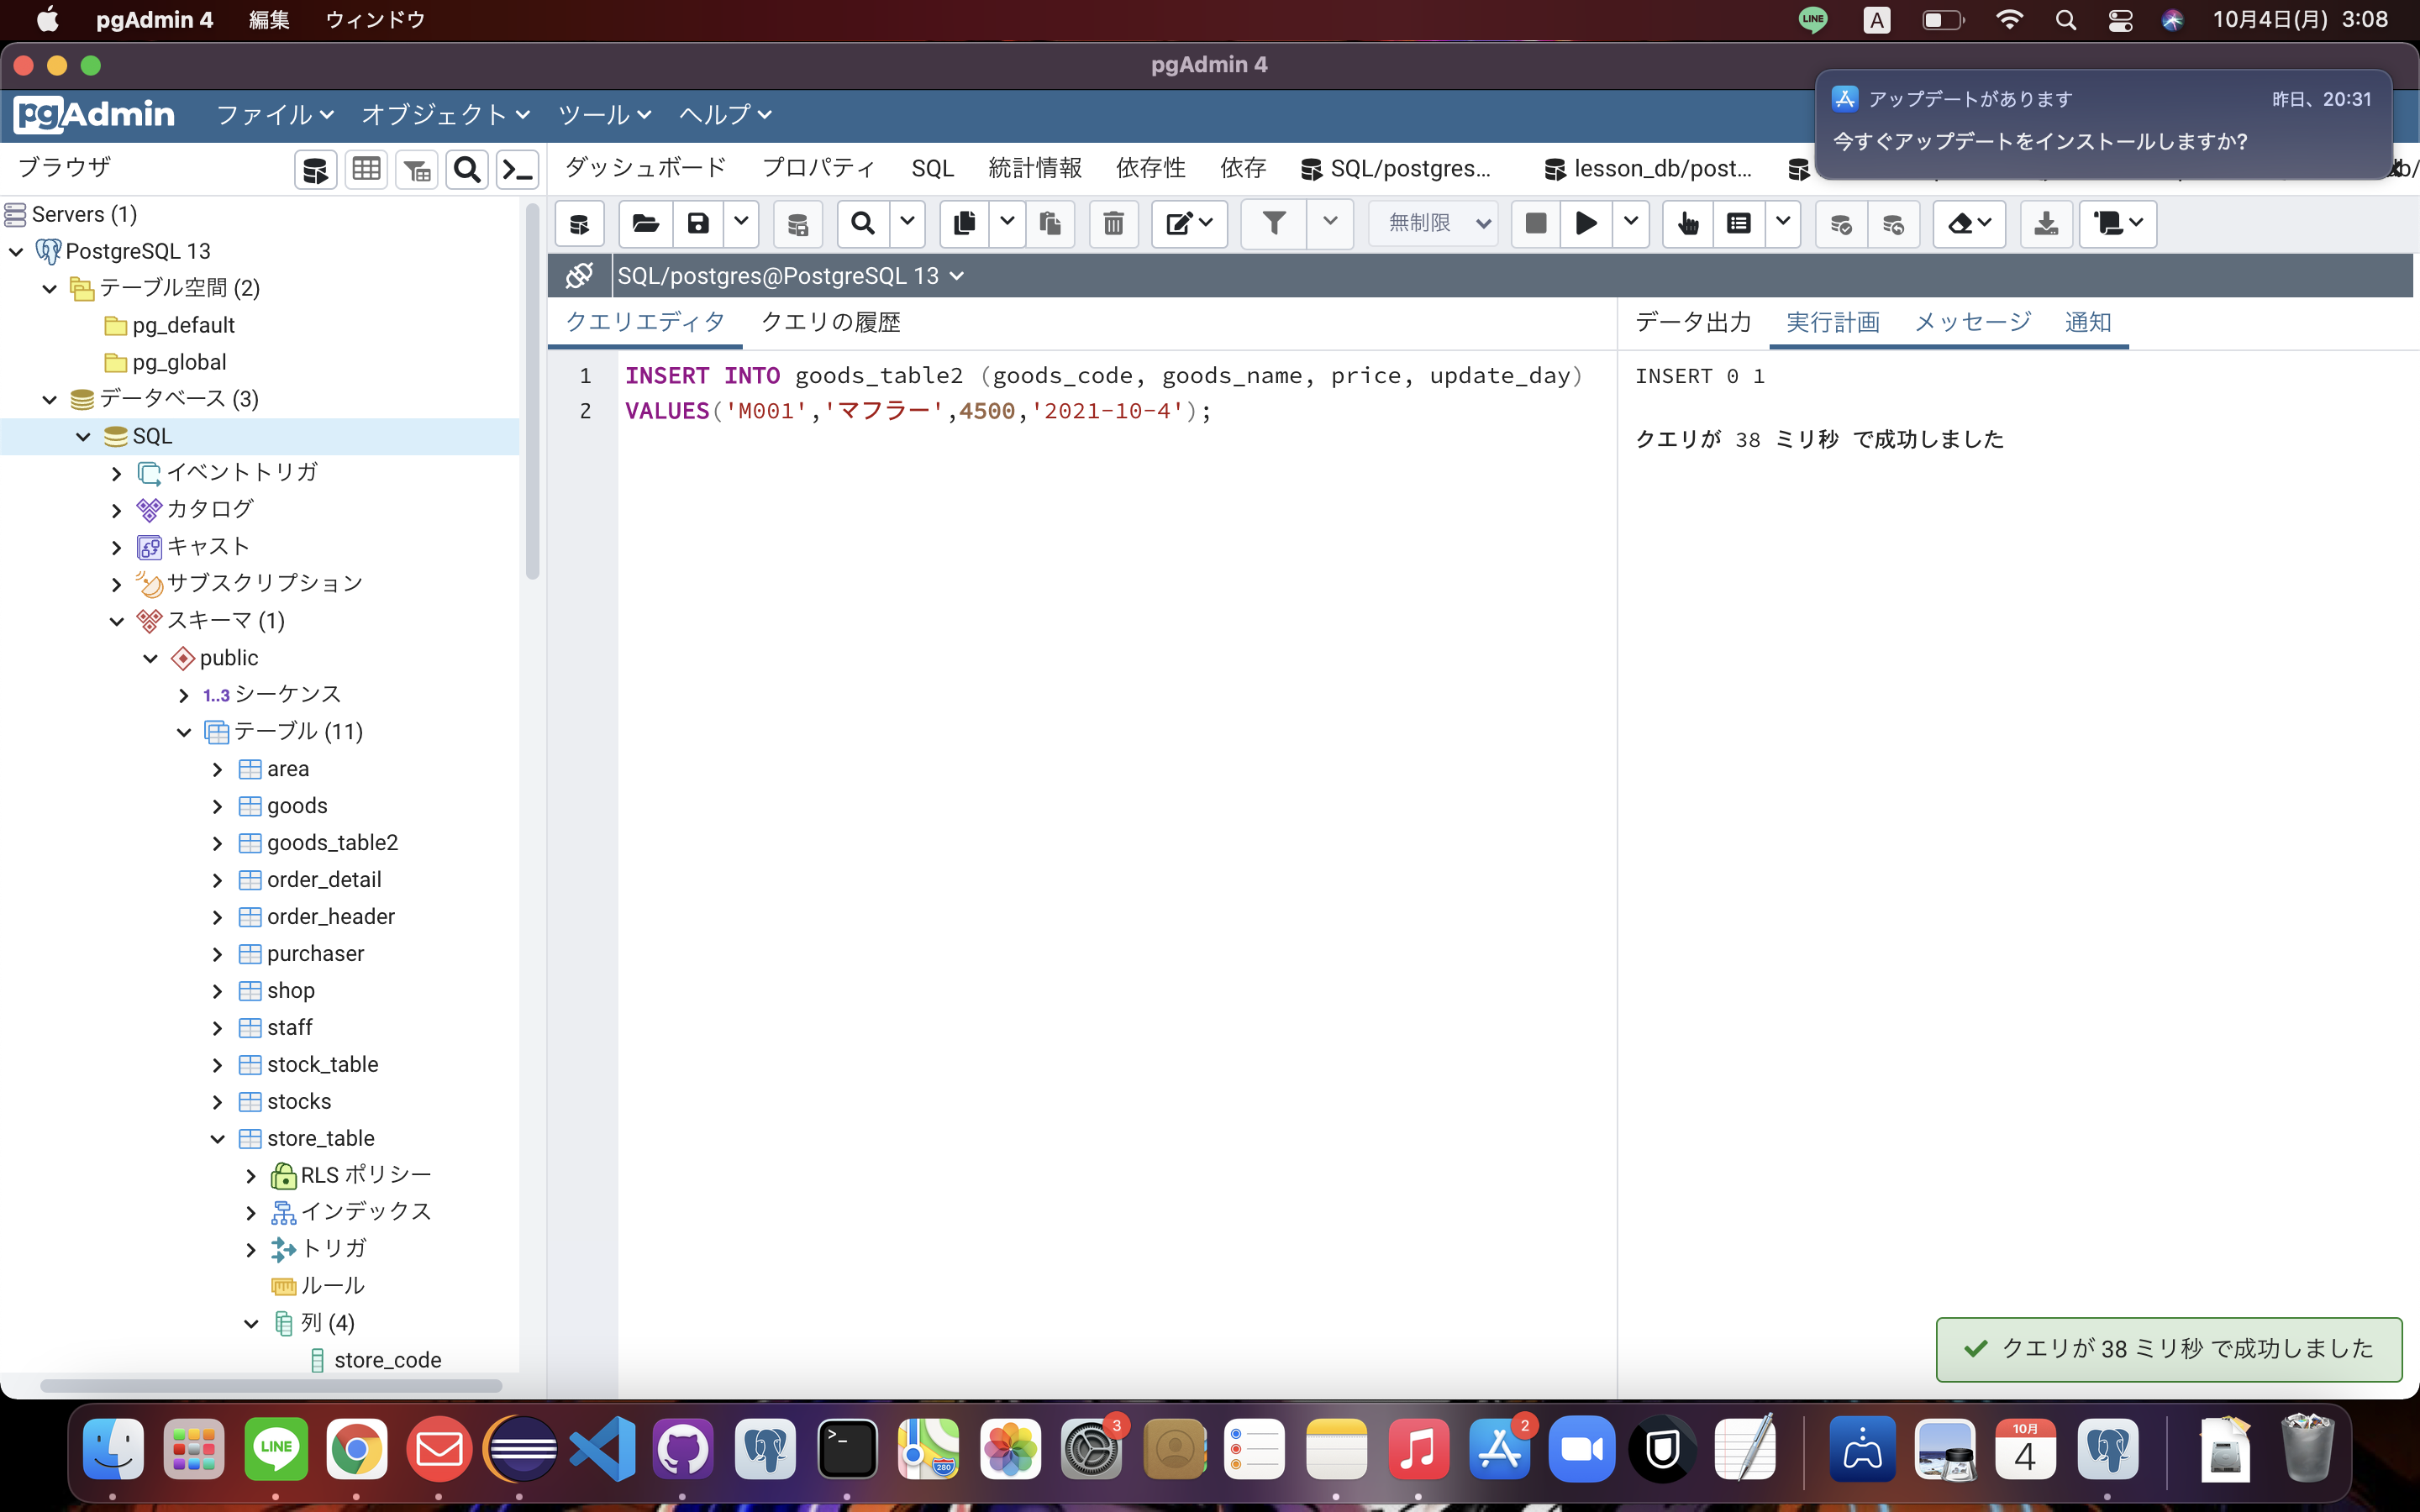 pgAdmin 4 編集 ウィンドウ LINE A 10月4日(月) 3:08
pgAdmin 4
pgAdmin ファイル オブジェクト ツール ヘルプ
アップデートがあります 昨日、20:31
今すぐアップデートをインストールしますか?
ブラウザ
ダッシュボード プロパティ SQL 統計情報 依存性 依存 SQL/postgres... lesson_db/post...
無制限
SQL/postgres@PostgreSQL 13
クエリエディタ クエリの履歴
1 INSERT INTO goods_table2 (goods_code, goods_name, price, update_day)
2 VALUES('M001','マフラー',4500,'2021-10-4');
データ出力 実行計画 メッセージ 通知
INSERT 0 1
クエリが 38 ミリ秒 で成功しました
Servers (1)
PostgreSQL 13
テーブル空間 (2)
pg_default
pg_global
データベース (3)
SQL
イベントトリガ
カタログ
キャスト
サブスクリプション
スキーマ (1)
public
1..3 シーケンス
テーブル (11)
area
goods
goods_table2
order_detail
order_header
purchaser
shop
staff
stock_table
stocks
store_table
RLS ポリシー
インデックス
トリガ
ルール
列 (4)
store_code
クエリが 38 ミリ秒 で成功しました
LINE >_ 280 3 2 10月 4